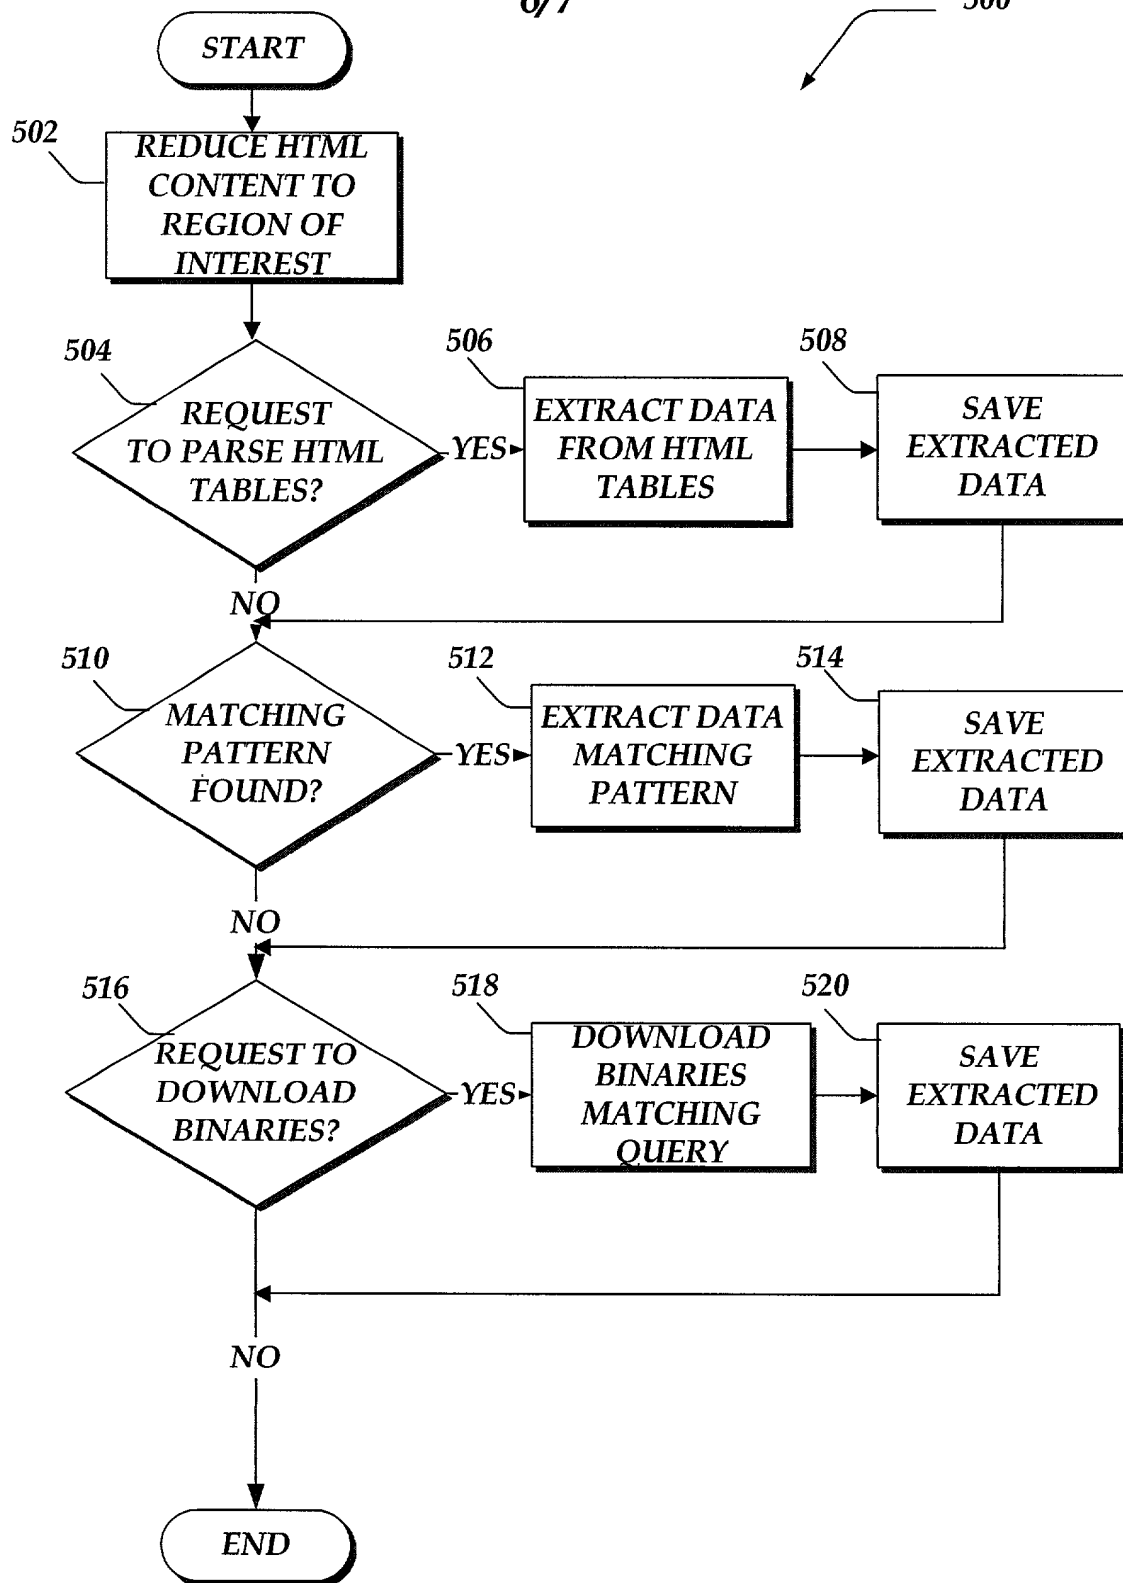 6/7
500
START
502
REDUCE HTML
CONTENT TO
REGION OF
INTEREST
504
REQUEST
TO PARSE HTML
TABLES?
YES
506
EXTRACT DATA
FROM HTML
TABLES
508
SAVE
EXTRACTED
DATA
NO
510
MATCHING
PATTERN
FOUND?
YES
512
EXTRACT DATA
MATCHING
PATTERN
514
SAVE
EXTRACTED
DATA
NO
516
REQUEST TO
DOWNLOAD
BINARIES?
YES
518
DOWNLOAD
BINARIES
MATCHING
QUERY
520
SAVE
EXTRACTED
DATA
NO
END